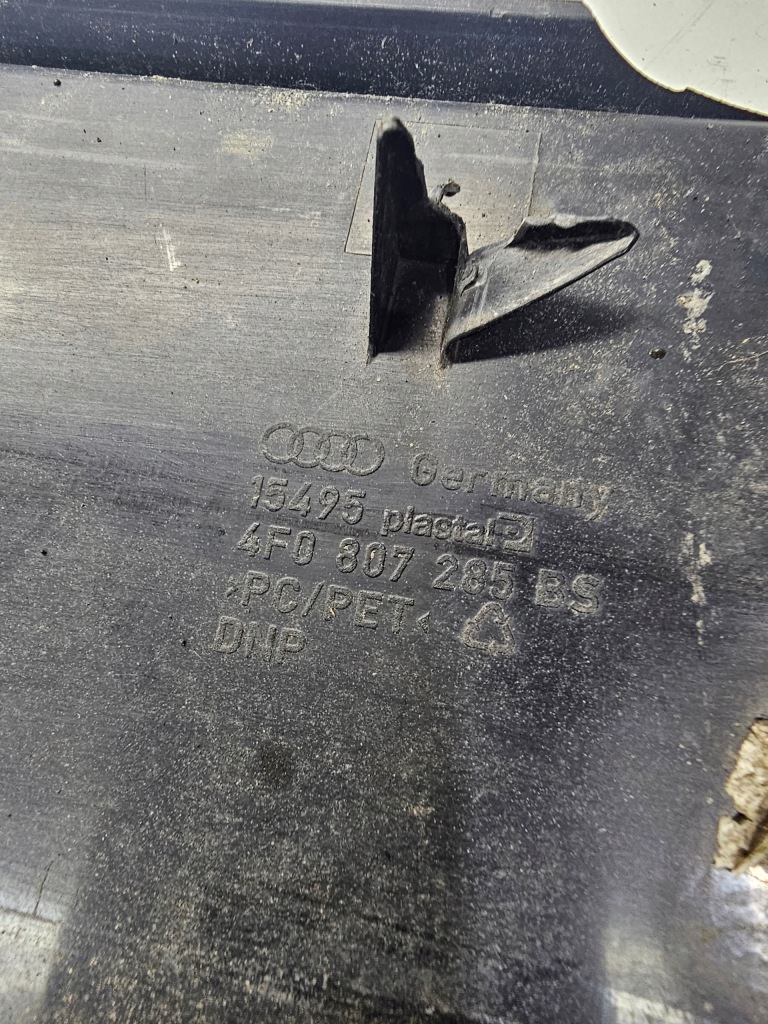 Germany
15495 plastal
4F0 807 285 BS
>PC/PET<
DNP